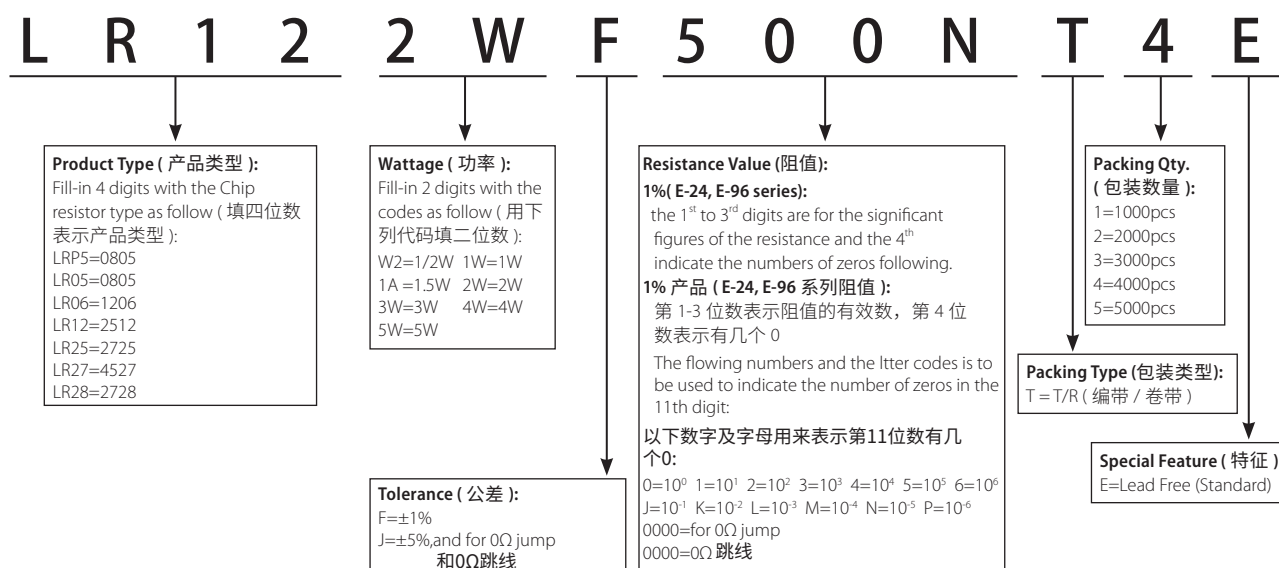 L R 1 2 2 W F 5 0 0 N T 4 E
Product Type ( 产品类型 ):
Fill-in 4 digits with the Chip
resistor type as follow ( 填四位数
表示产品类型 ):
LRP5=0805
LR05=0805
LR06=1206
LR12=2512
LR25=2725
LR27=4527
LR28=2728
Wattage ( 功率 ):
Fill-in 2 digits with the
codes as follow ( 用下
列代码填二位数 ):
W2=1/2W 1W=1W
1A =1.5W 2W=2W
3W=3W 4W=4W
5W=5W
Tolerance ( 公差 ):
F=±1%
J=±5%,and for 0Ω jump
和0Ω跳线
Resistance Value (阻值):
1%( E-24, E-96 series):
the 1st to 3rd digits are for the significant
figures of the resistance and the 4th
indicate the numbers of zeros following.
1% 产品 ( E-24, E-96 系列阻值 ):
第 1-3 位数表示阻值的有效数，第 4 位
数表示有几个 0
The flowing numbers and the ltter codes is to
be used to indicate the number of zeros in the
11th digit:
以下数字及字母用来表示第11位数有几
个0:
0=10⁰ 1=10¹ 2=10² 3=10³ 4=10⁴ 5=10⁵ 6=10⁶
J=10⁻¹ K=10⁻² L=10⁻³ M=10⁻⁴ N=10⁻⁵ P=10⁻⁶
0000=for 0Ω jump
0000=0Ω 跳线
Packing Type (包装类型):
T = T/R ( 编带 / 卷带 )
Packing Qty.
( 包装数量 ):
1=1000pcs
2=2000pcs
3=3000pcs
4=4000pcs
5=5000pcs
Special Feature ( 特征 )
E=Lead Free (Standard)